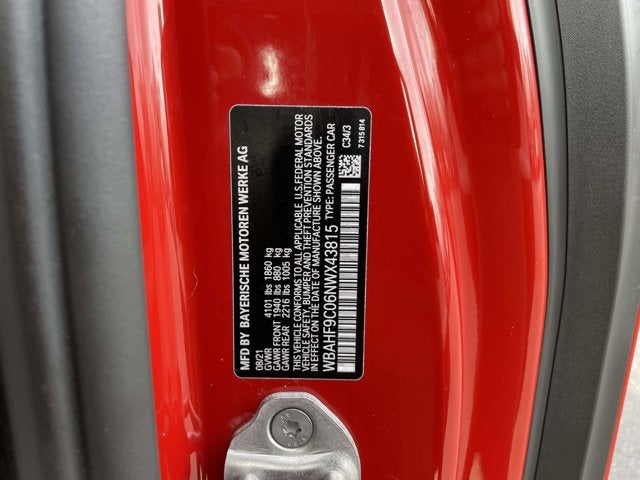 MFD BY BAYERISCHE MOTOREN WERKE AG
08/21
GVWR 4101 lbs 1860 kg
GAWR FRONT 1940 lbs 880 kg
GAWR REAR 2216 lbs 1005 kg
THIS VEHICLE CONFORMS TO ALL APPLICABLE U.S.FEDERAL MOTOR
VEHICLE SAFETY, BUMPER AND THEFT PREVENTION STANDARDS
IN EFFECT ON THE DATE OF MANUFACTURE SHOWN ABOVE.
WBAHF9C06NWX43815 TYPE: PASSENGER CAR
C34/3
7315814